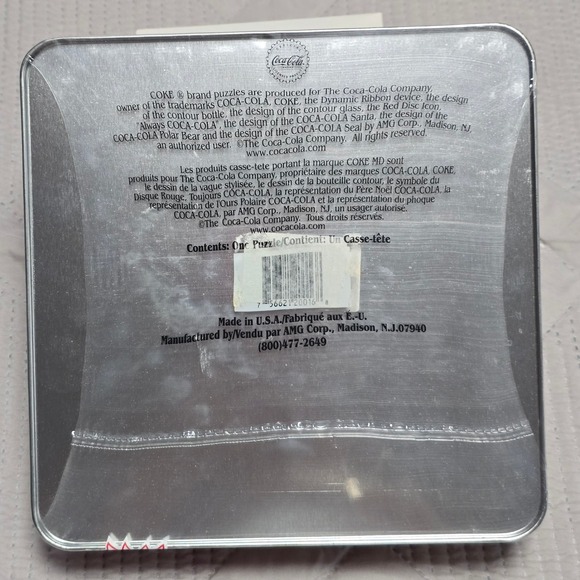 Coca-Cola
COKE ® brand puzzles are produced for The Coca-Cola Company,
owner of the trademarks COCA-COLA, COKE, the Dynamic Ribbon device, the design
of the contour bottle, the design of the contour glass, the Red Disc Icon,
Always COCA-COLA, the design of the COCA-COLA Santa, the design of the
COCA-COLA Polar Bear and the design of the COCA-COLA Seal by AMG Corp., Madison, NJ,
an authorized user. ©The Coca-Cola Company. All rights reserved.
www.cocacola.com
Les produits casse-tete portant la marque COKE MD sont
produits pour The Coca-Cola Company, propriétaire des marques COCA-COLA, COKE,
le dessin de la vague stylisée, le dessin de la bouteille contour, le symbole du
Disque Rouge, Toujours COCA-COLA, la représentation du Père Noël COCA-COLA, la
représentation de l'Ours Polaire COCA-COLA et la représentation du phoque
COCA-COLA, par AMG Corp., Madison, NJ, un usager autorisé.
©The Coca-Cola Company. Tous droits réservés.
www.cocacola.com
Contents: One Puzzle/Contient: Un Casse-tête
Made in U.S.A./Fabriqué aux E.-U.
Manufactured by/Vendu par AMG Corp., Madison, N.J.07940
(800)477-2649